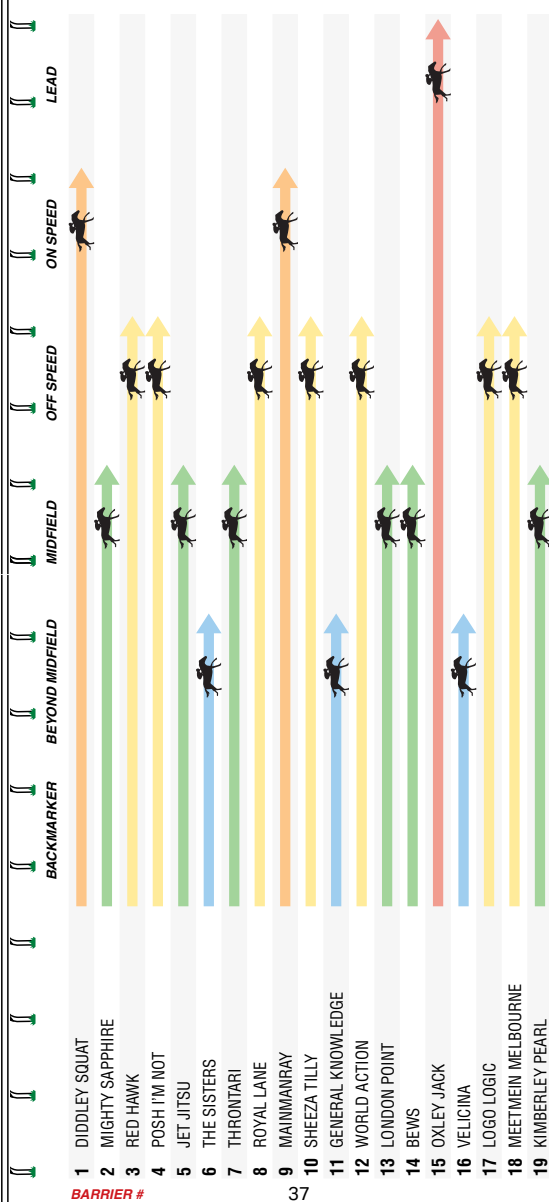 LEAD
ON SPEED
OFF SPEED
MIDFIELD
BEYOND MIDFIELD
BACKMARKER
1 DIDDLEY SQUAT
2 MIGHTY SAPPHIRE
3 RED HAWK
4 POSH I'M NOT
5 JET JITSU
6 THE SISTERS
7 THRONTARI
8 ROYAL LANE
9 MAINMANRAY
10 SHEEZA TILLY
11 GENERAL KNOWLEDGE
12 WORLD ACTION
13 LONDON POINT
14 BEWS
15 OXLEY JACK
16 VELICINA
17 LOGO LOGIC
18 MEETMEIN MELBOURNE
19 KIMBERLEY PEARL
BARRIER #
37